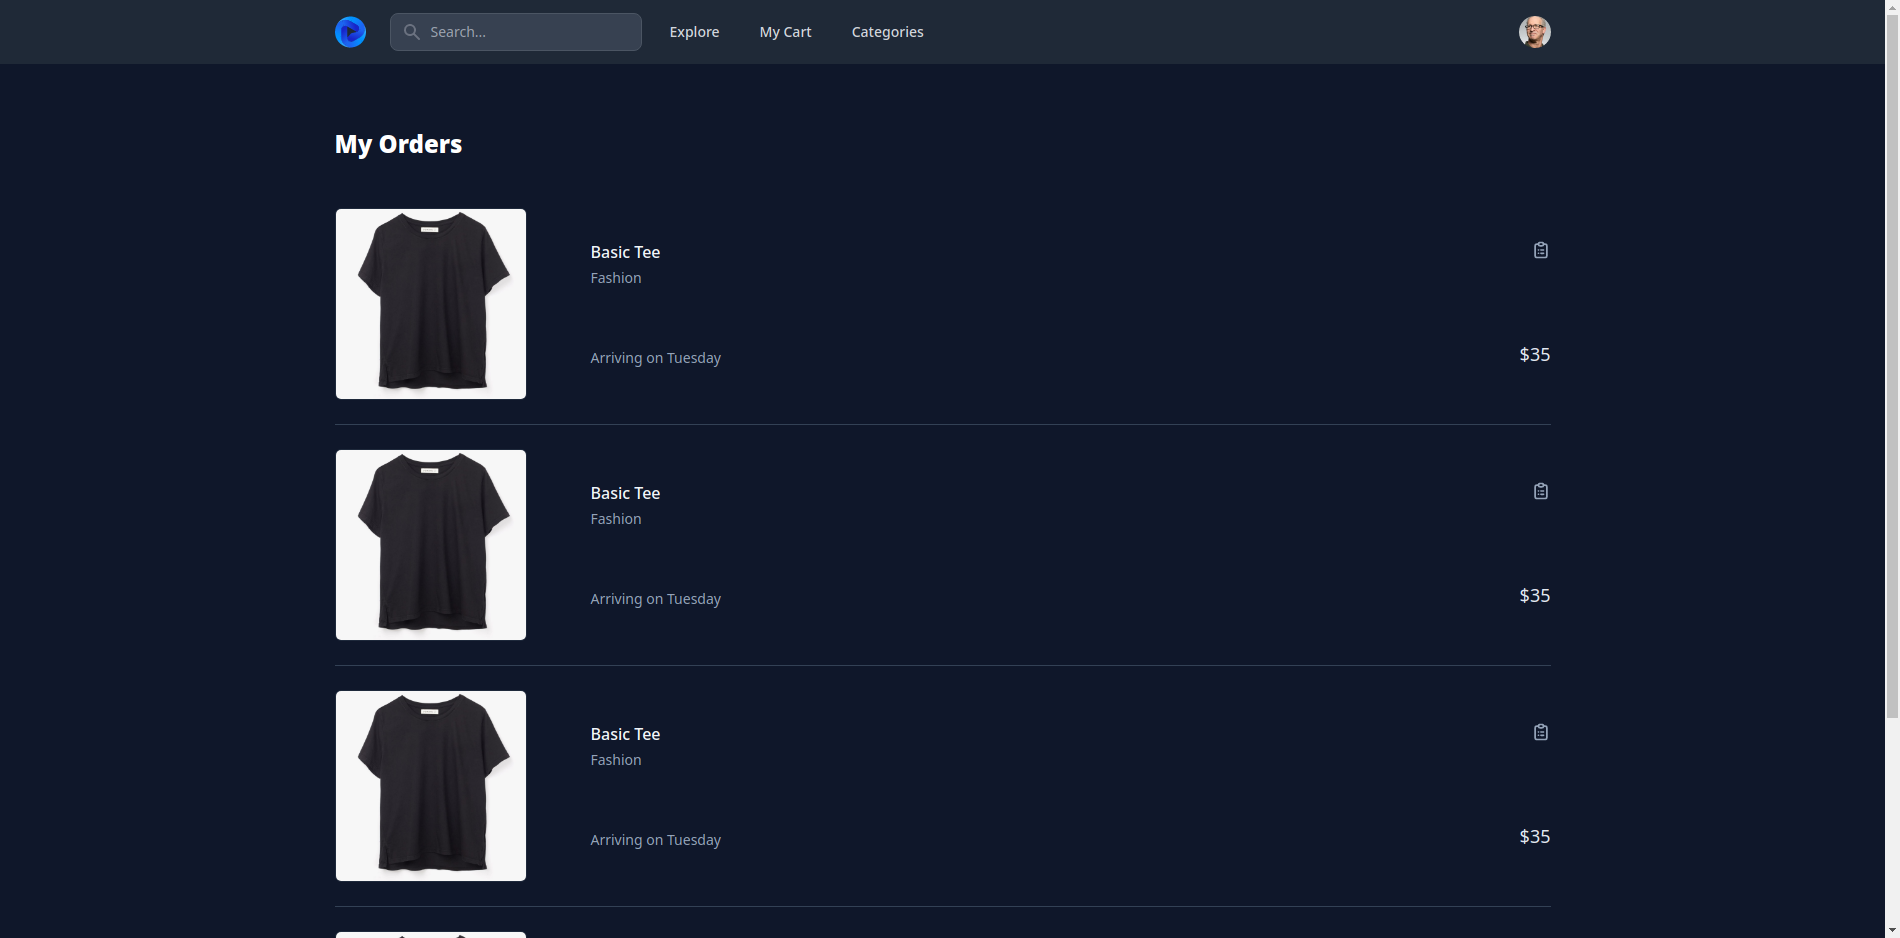 Search...
Explore
My Cart
Categories
My Orders
Basic Tee
Fashion
Arriving on Tuesday
$35
Basic Tee
Fashion
Arriving on Tuesday
$35
Basic Tee
Fashion
Arriving on Tuesday
$35